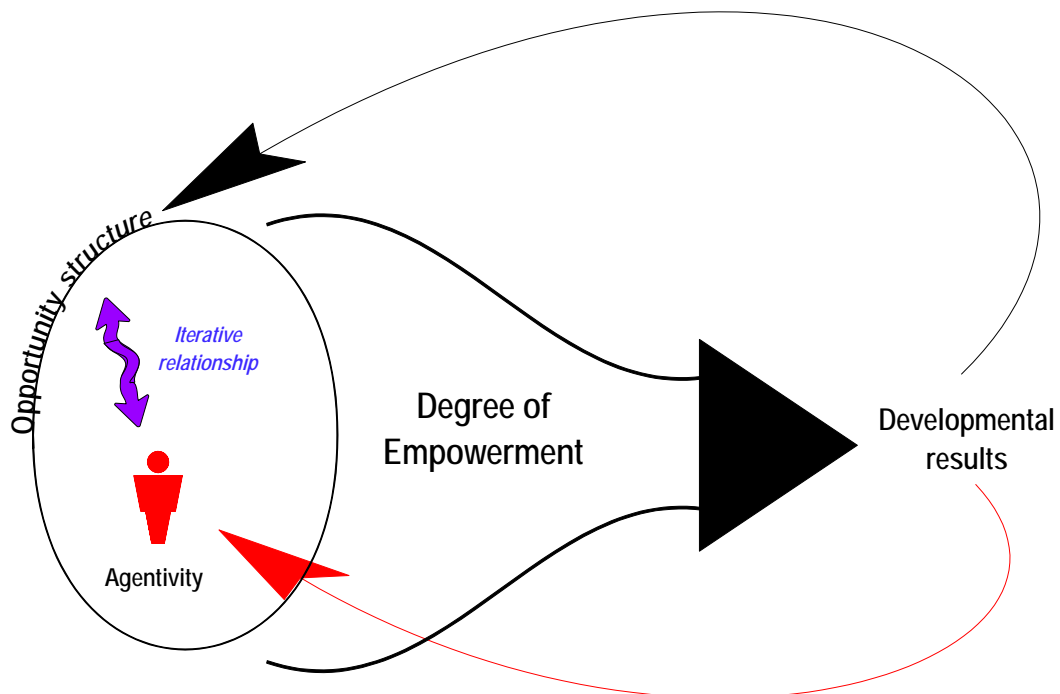 Opportunity structure
Iterative
relationship
Degree of
Empowerment
Developmental
results
Agentivity